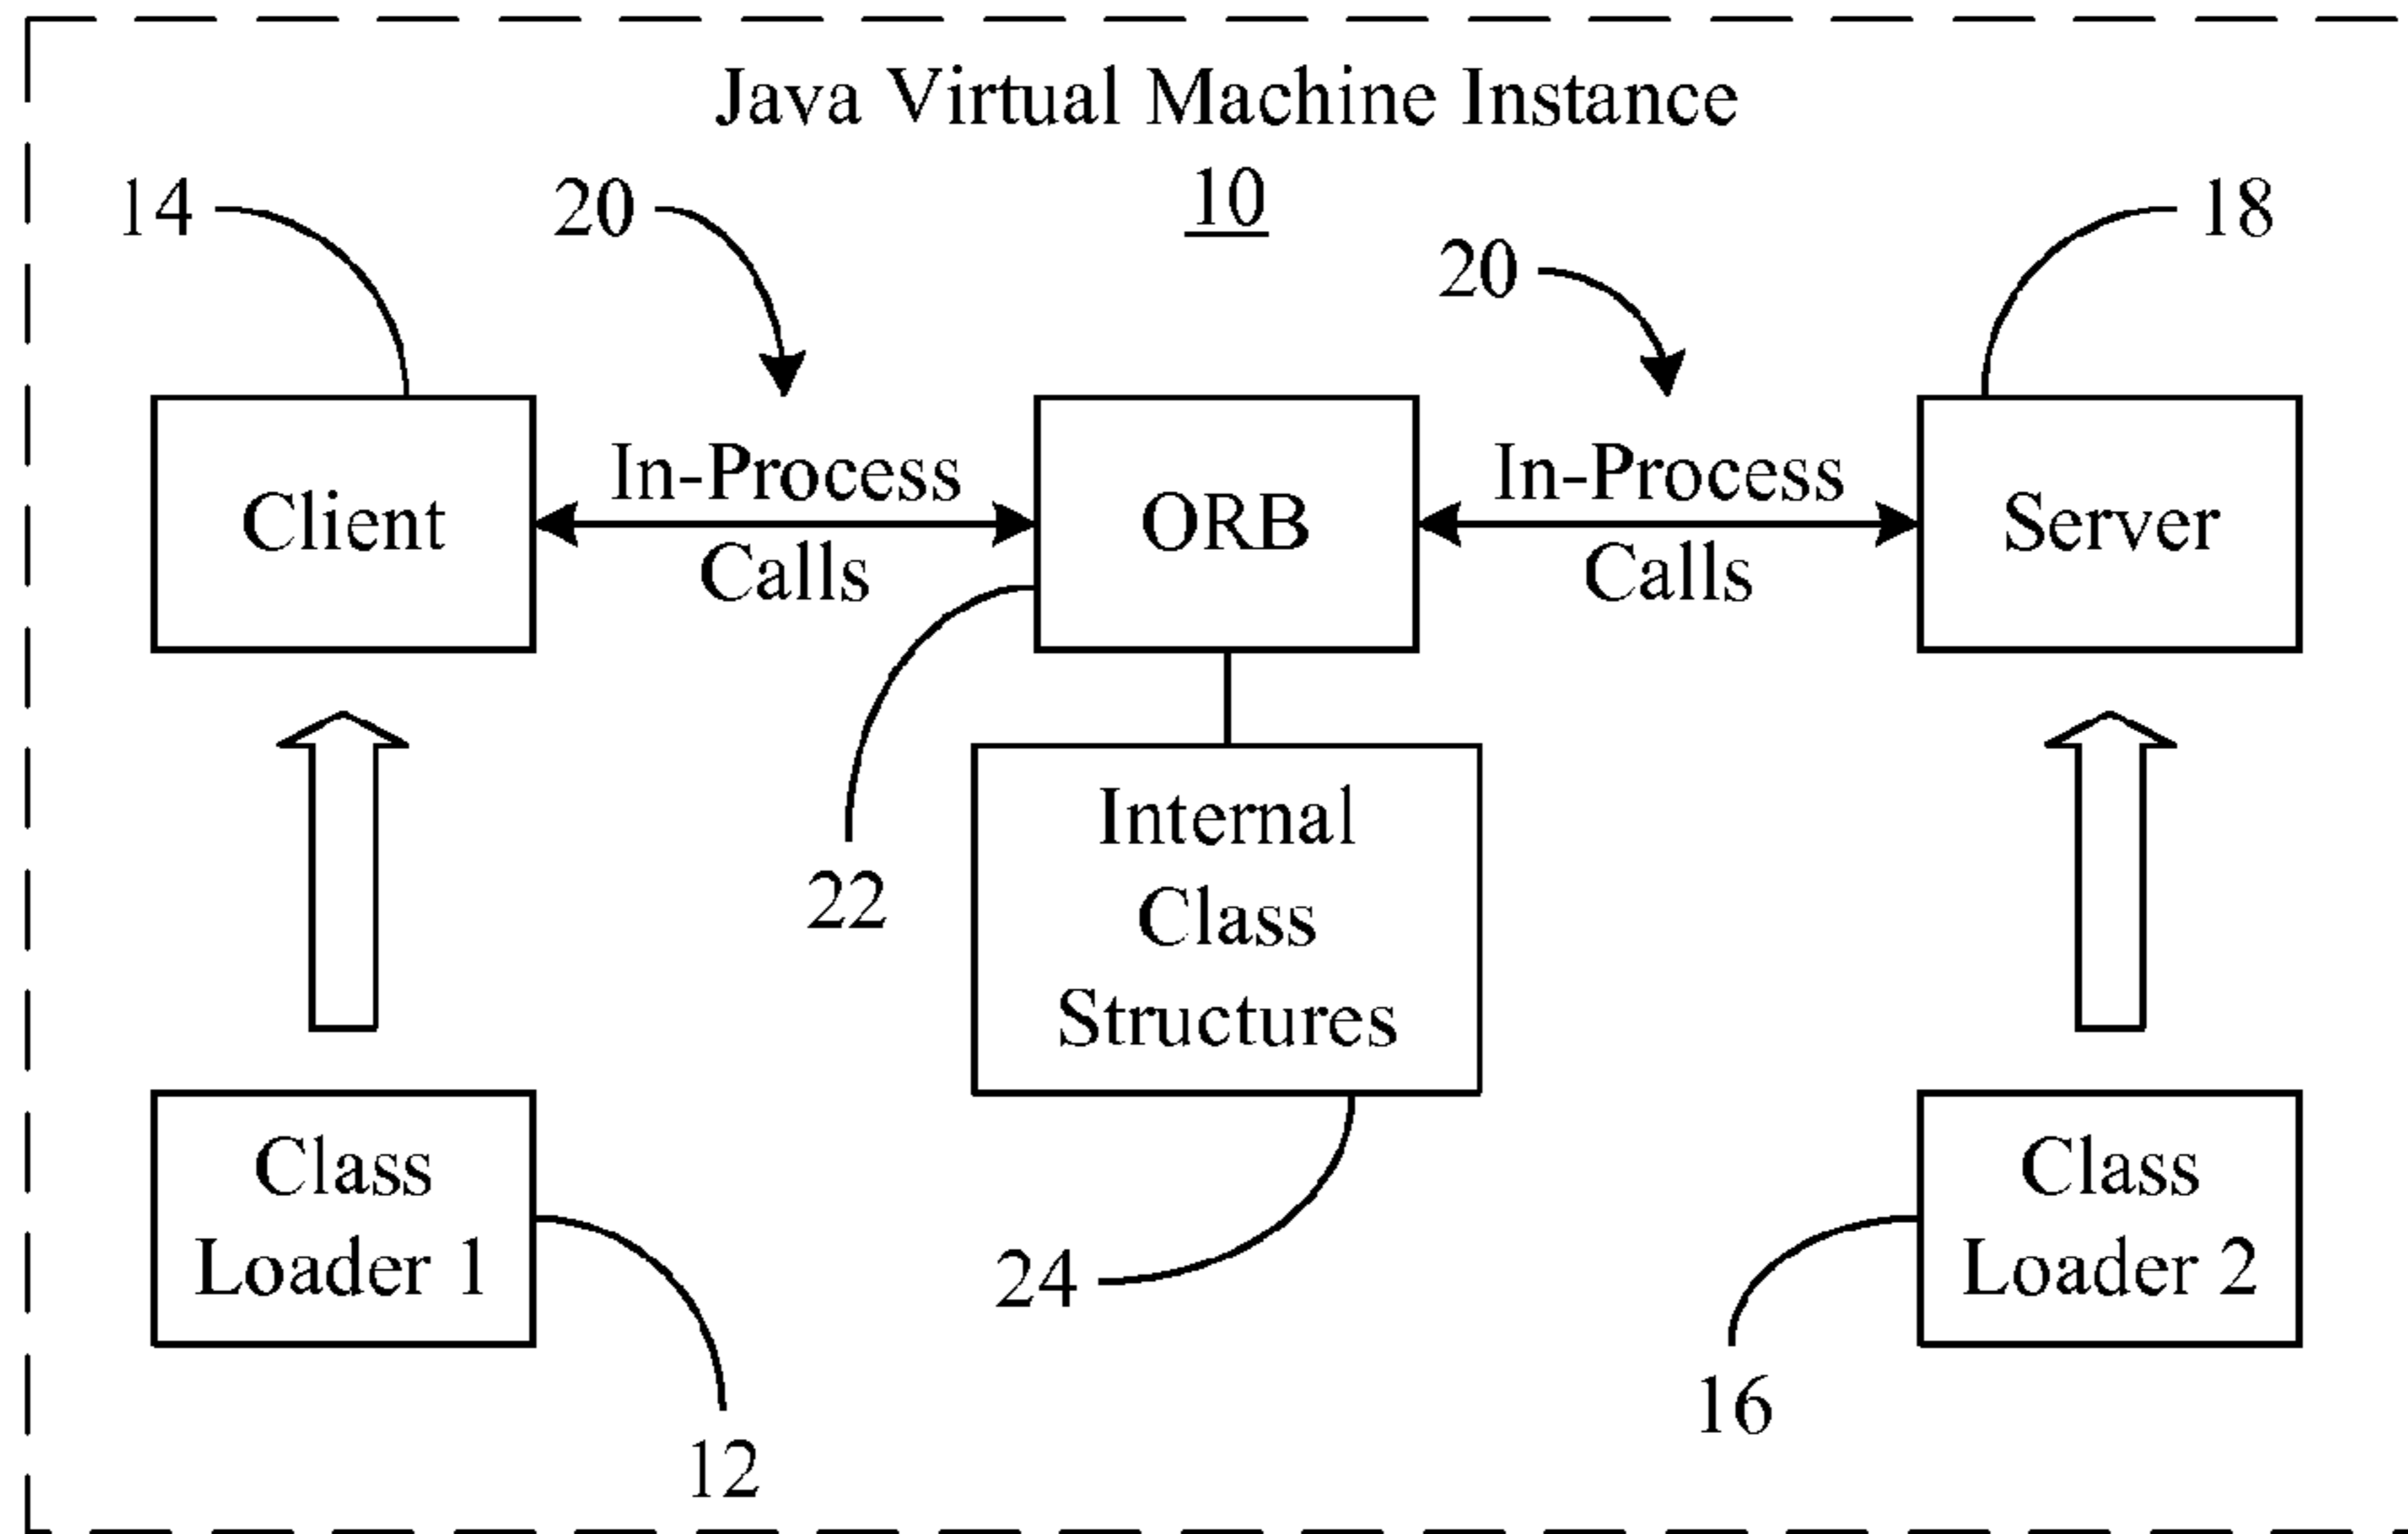 Java Virtual Machine Instance
10
14
20
20
18
Client
In-Process
Calls
ORB
In-Process
Calls
Server
22
Internal
Class
Structures
24
Class
Loader 1
12
Class
Loader 2
16